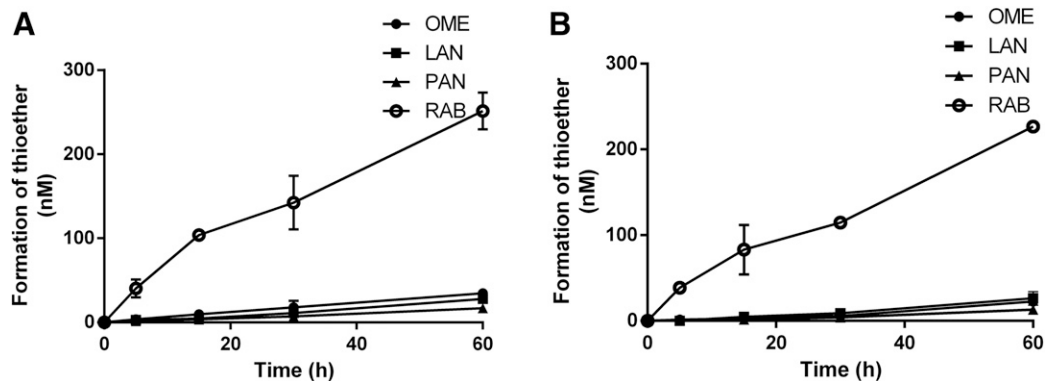 A
OME
LAN
PAN
RAB
Formation of thioether
(nM)
300
200
100
0
0
20
40
60
Time (h)
B
OME
LAN
PAN
RAB
Formation of thioether
(nM)
300
200
100
0
0
20
40
60
Time (h)